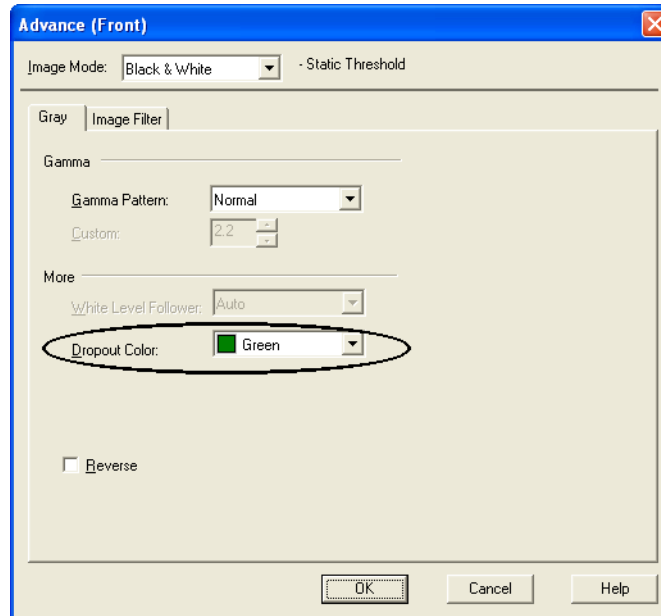 Advance (Front)
Image Mode: Black & White - Static Threshold
Gray Image Filter
Gamma
Gamma Pattern: Normal
Custom: 2.2
More
White Level Follower: Auto
Dropout Color: Green
Reverse
OK Cancel Help